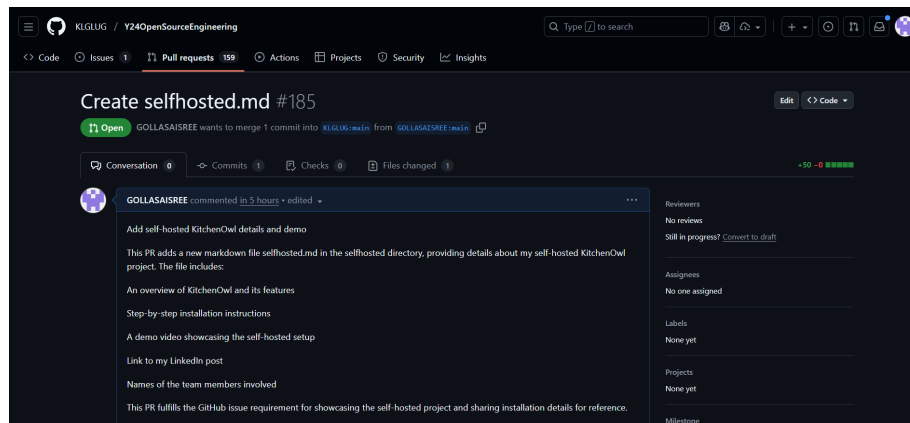 KLGLUG / Y24OpenSourceEngineering
Type / to search
Code
Issues 1
Pull requests 159
Actions
Projects
Security
Insights
Create selfhosted.md #185
Edit
Code
Open
GOLLASAISREE wants to merge 1 commit into KLGLUG:main from GOLLASAISREE:main
Conversation 0
Commits 1
Checks 0
Files changed 1
+50 −0
GOLLASAISREE commented in 5 hours • edited
Add self-hosted KitchenOwl details and demo
This PR adds a new markdown file selfhosted.md in the selfhosted directory, providing details about my self-hosted KitchenOwl
project. The file includes:
An overview of KitchenOwl and its features
Step-by-step installation instructions
A demo video showcasing the self-hosted setup
Link to my LinkedIn post
Names of the team members involved
This PR fulfills the GitHub issue requirement for showcasing the self-hosted project and sharing installation details for reference.
Reviewers
No reviews
Still in progress? Convert to draft
Assignees
No one assigned
Labels
None yet
Projects
None yet
Milestone